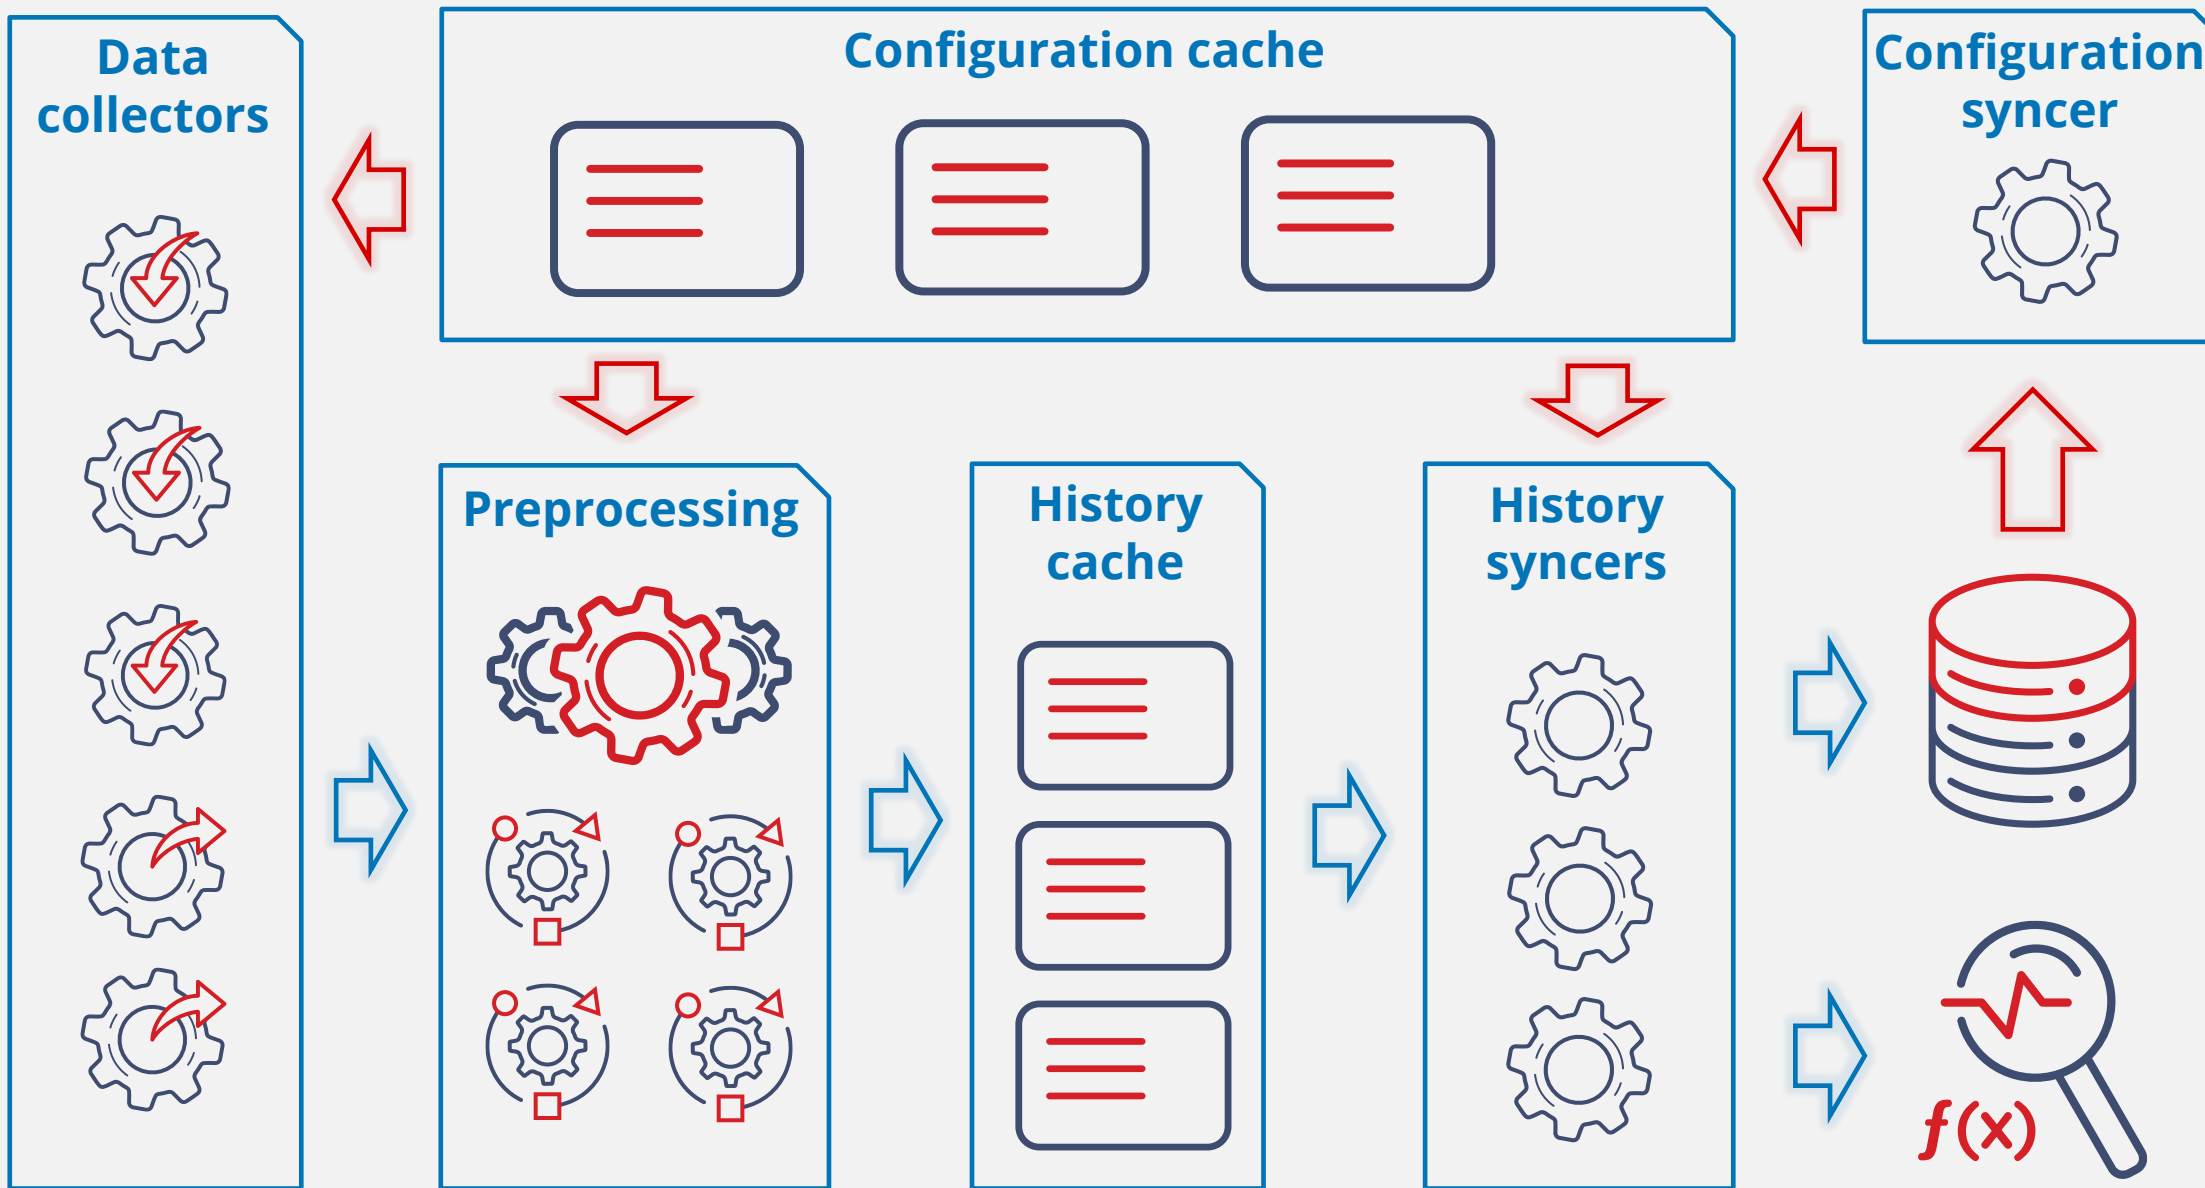 Data
collectors
Configuration cache
Configuration
syncer
Preprocessing
History
cache
History
syncers
f(x)